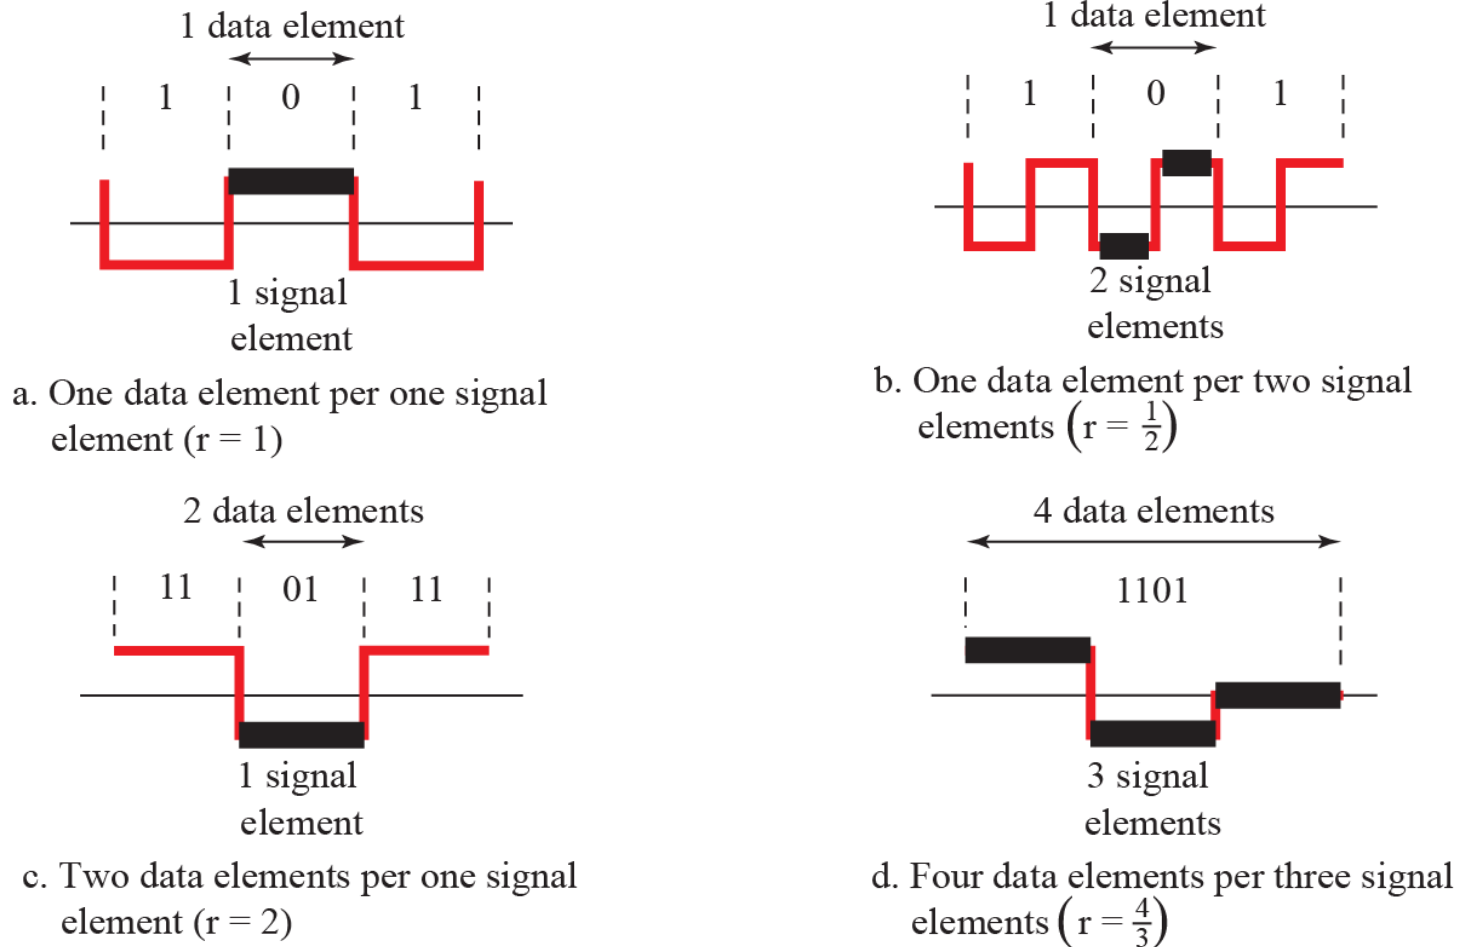 1 data element
1 0 1
1 signal
element
a. One data element per one signal
element (r = 1)
1 data element
1 0 1
2 signal
elements
b. One data element per two signal
elements (r = 1/2)
2 data elements
11 01 11
1 signal
element
c. Two data elements per one signal
element (r = 2)
4 data elements
1101
3 signal
elements
d. Four data elements per three signal
elements (r = 4/3)